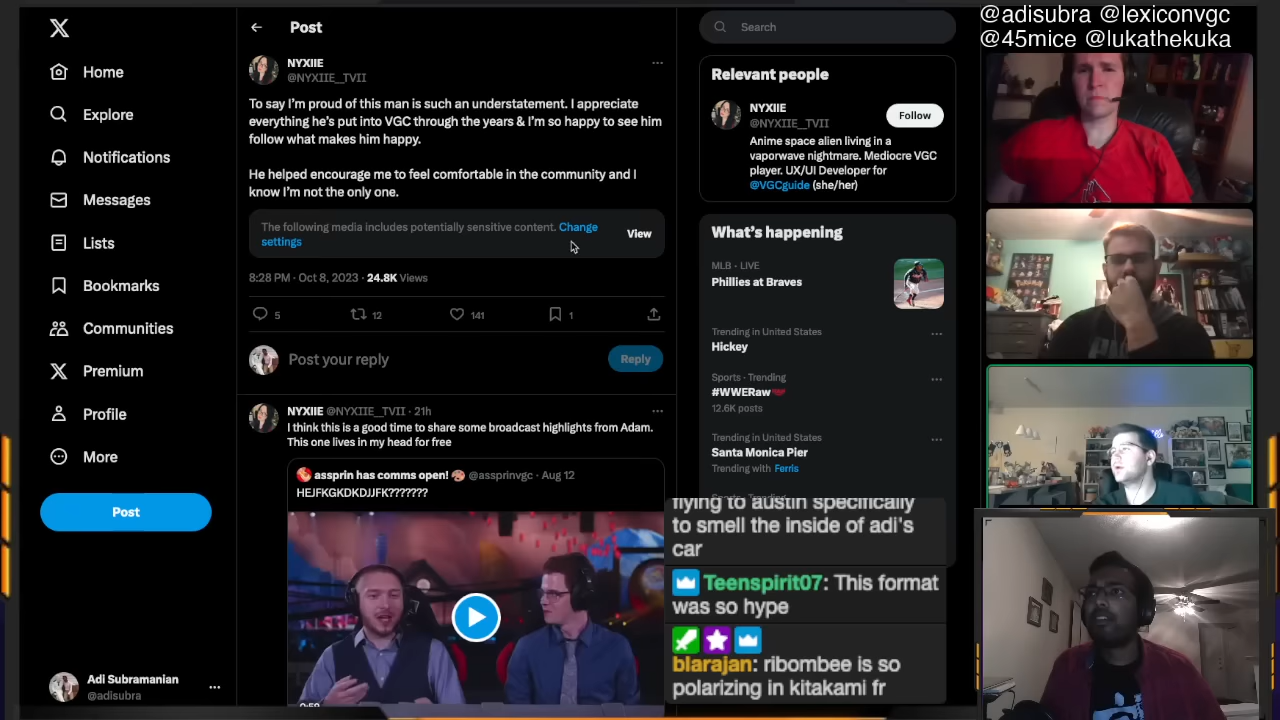 @adisubra @lexiconvgc
@45mice @lukathekuka
Home
Explore
Notifications
Messages
Lists
Bookmarks
Communities
Premium
Profile
More
Post
Adi Subramanian
@adisubra
Post
NYXIIE
@NYXIIE_TVII
To say I'm proud of this man is such an understatement. I appreciate
everything he's put into VGC through the years & I'm so happy to see him
follow what makes him happy.
He helped encourage me to feel comfortable in the community and I
know I'm not the only one.
The following media includes potentially sensitive content. Change
settings
View
8:28 PM · Oct 8, 2023 · 24.8K Views
5 12 141 1
Post your reply
Reply
NYXIIE @NYXIIE_TVII · 21h
I think this is a good time to share some broadcast highlights from Adam.
This one lives in my head for free
assprin has comms open! @assprinvgc · Aug 12
HEJFKGKDKDJJFK???????
0:59
Search
Relevant people
NYXIIE
@NYXIIE_TVII
Follow
Anime space alien living in a
vaporwave nightmare. Mediocre VGC
player. UX/UI Developer for
@VGCguide (she/her)
What's happening
MLB · LIVE
Phillies at Braves
Trending in United States
Hickey
Sports · Trending
#WWERaw
12.6K posts
Trending in United States
Santa Monica Pier
Trending with Ferris
Sports · Trending
flying to austin specifically
to smell the inside of adi's
car
Teenspirit07: This format
was so hype
blarajan: ribombee is so
polarizing in kitakami fr